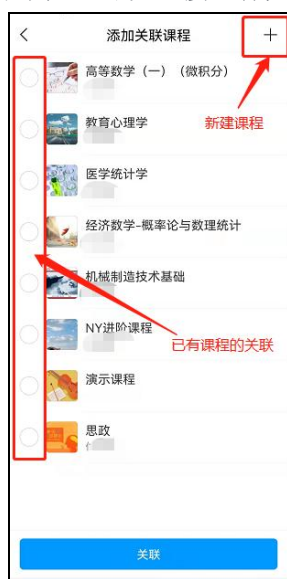 添加关联课程
高等数学（一）（微积分）
教育心理学
新建课程
医学统计学
经济数学-概率论与数理统计
机械制造技术基础
NY进阶课程
已有课程的关联
演示课程
思政
关联